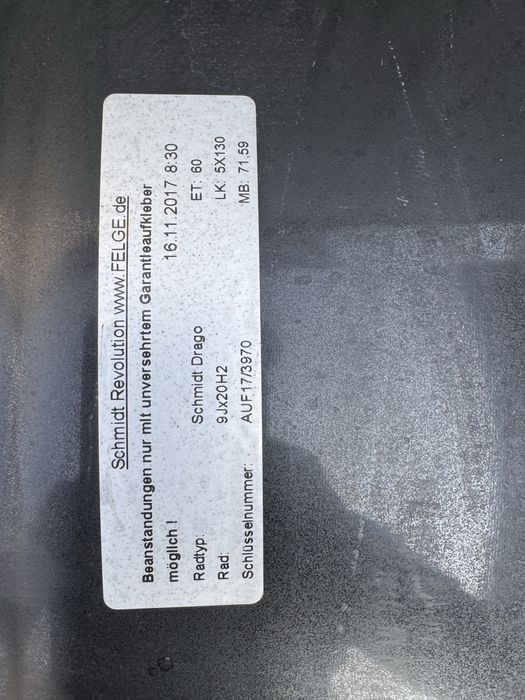 Schmidt Revolution www.FELGE.de
Beanstandungen nur mit unversehrtem Garantieaufkleber
möglich ! 16.11.2017 8:30
Radtyp: Schmidt Drago ET: 60
Rad: 9Jx20H2 LK: 5X130
Schlüsselnummer: AUF17/3970 MB: 71,59